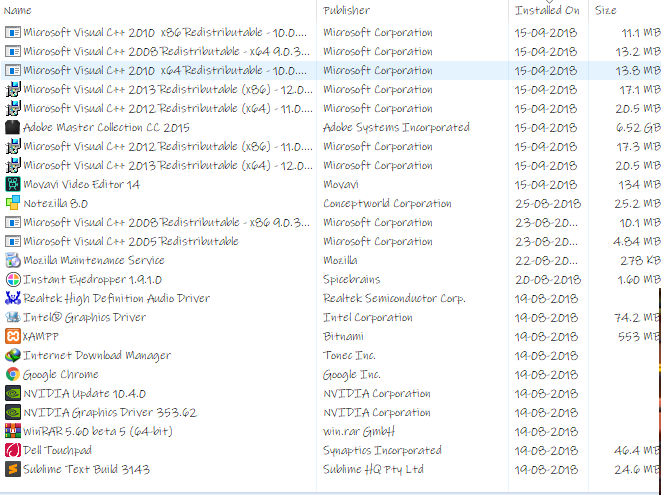 Name Publisher Installed On Size
Microsoft Visual C++ 2010 x86 Redistributable - 10.0.... Microsoft Corporation 15-09-2018 11.1 MB
Microsoft Visual C++ 2008 Redistributable - x64 9.0.3... Microsoft Corporation 15-09-2018 13.2 MB
Microsoft Visual C++ 2010 x64 Redistributable - 10.0.... Microsoft Corporation 15-09-2018 13.8 MB
Microsoft Visual C++ 2013 Redistributable (x86) - 12.0... Microsoft Corporation 15-09-2018 17.1 MB
Microsoft Visual C++ 2012 Redistributable (x64) - 11.0.... Microsoft Corporation 15-09-2018 20.5 MB
Adobe Master Collection CC 2015 Adobe Systems Incorporated 15-09-2018 6.52 GB
Microsoft Visual C++ 2012 Redistributable (x86) - 11.0.... Microsoft Corporation 15-09-2018 17.3 MB
Microsoft Visual C++ 2013 Redistributable (x64) - 12.0... Microsoft Corporation 15-09-2018 20.5 MB
Movavi Video Editor 14 Movavi 15-09-2018 134 MB
Notezilla 8.0 Conceptworld Corporation 25-08-2018 25.2 MB
Microsoft Visual C++ 2008 Redistributable - x86 9.0.3... Microsoft Corporation 23-08-20... 10.1 MB
Microsoft Visual C++ 2005 Redistributable Microsoft Corporation 23-08-20... 4.84 MB
Mozilla Maintenance Service Mozilla 22-08-20... 278 KB
Instant Eyedropper 1.9.1.0 Spicebrains 20-08-2018 1.60 MB
Realtek High Definition Audio Driver Realtek Semiconductor Corp. 19-08-2018
Intel® Graphics Driver Intel Corporation 19-08-2018 74.2 MB
XAMPP Bitnami 19-08-2018 553 MB
Internet Download Manager Tonec Inc. 19-08-2018
Google Chrome Google Inc. 19-08-2018
NVIDIA Update 10.4.0 NVIDIA Corporation 19-08-2018
NVIDIA Graphics Driver 353.62 NVIDIA Corporation 19-08-2018
WinRAR 5.60 beta 5 (64-bit) win.rar GmbH 19-08-2018
Dell Touchpad Synaptics Incorporated 19-08-2018 46.4 MB
Sublime Text Build 3143 Sublime HQ Pty Ltd 19-08-2018 24.6 MB